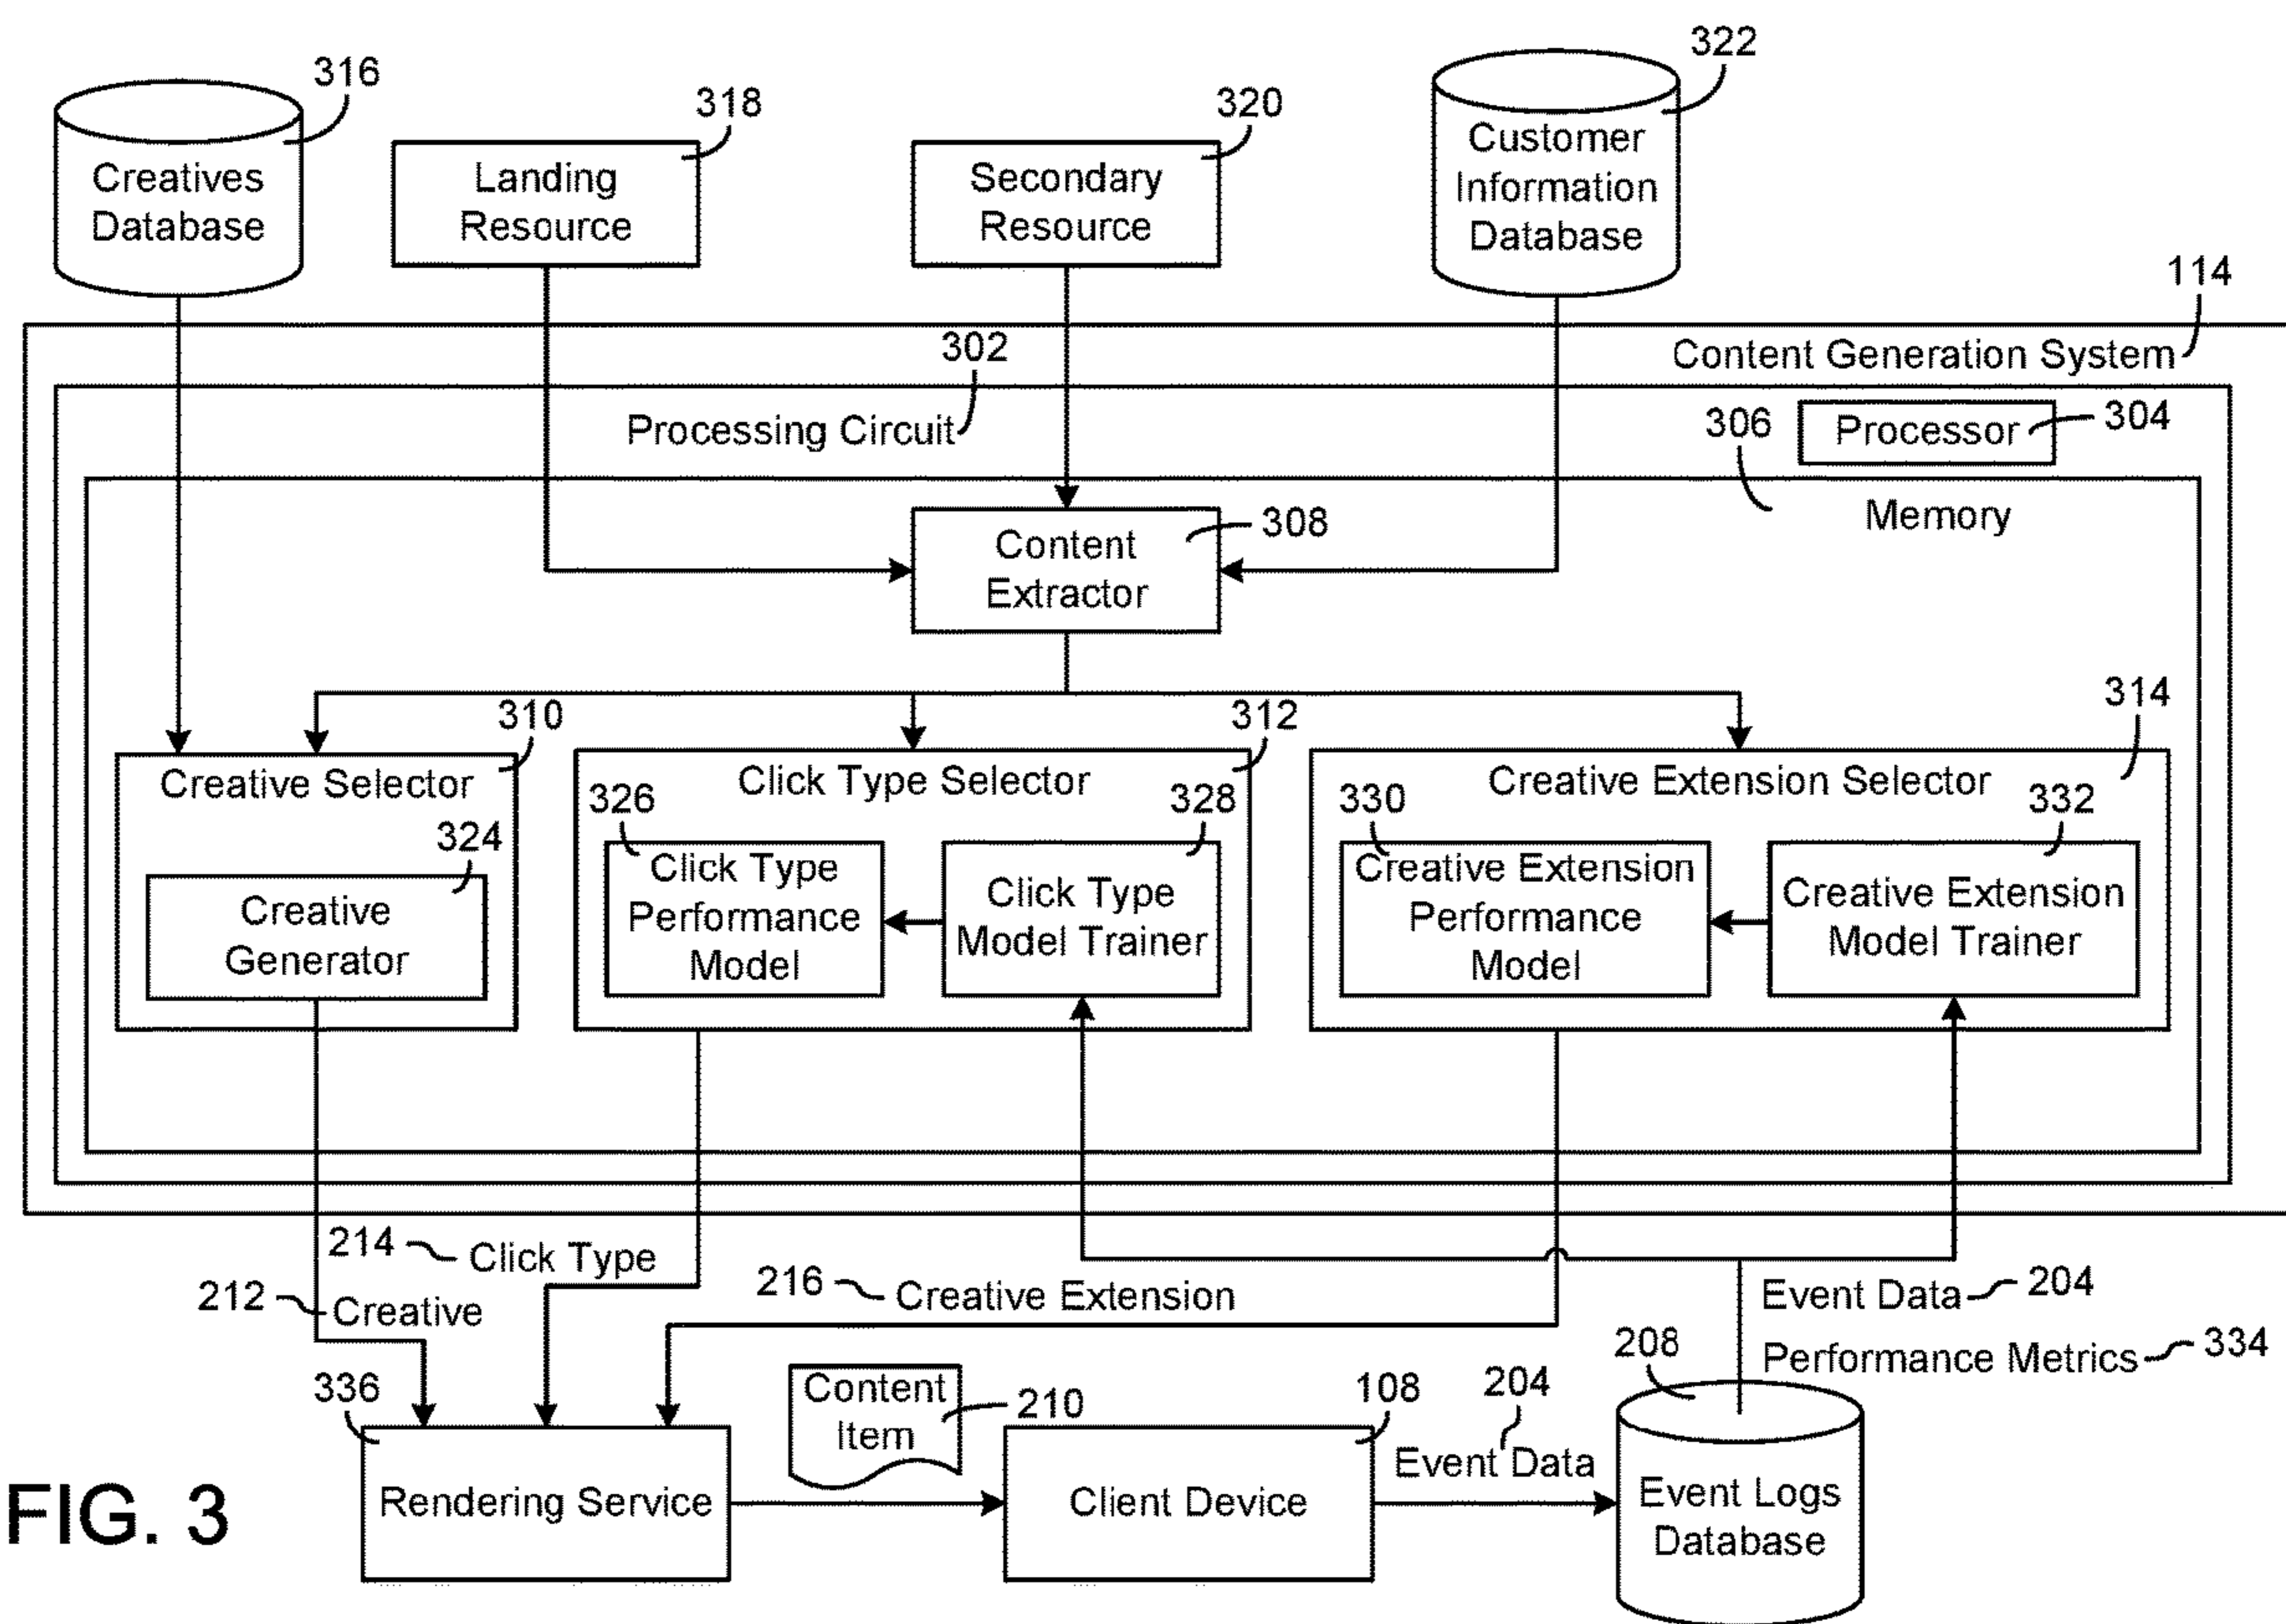 316
Creatives
Database
318
Landing
Resource
320
Secondary
Resource
322
Customer
Information
Database
114
Content Generation System
302
Processing Circuit
Processor
304
306
Memory
Content
Extractor
308
310
Creative Selector
324
Creative
Generator
312
Click Type Selector
326
Click Type
Performance
Model
328
Click Type
Model Trainer
314
Creative Extension Selector
330
Creative Extension
Performance
Model
332
Creative Extension
Model Trainer
214
Click Type
212
Creative
216
Creative Extension
Event Data
204
Performance Metrics
334
336
Rendering Service
Content
Item
210
108
Client Device
204
Event Data
208
Event Logs
Database
FIG. 3